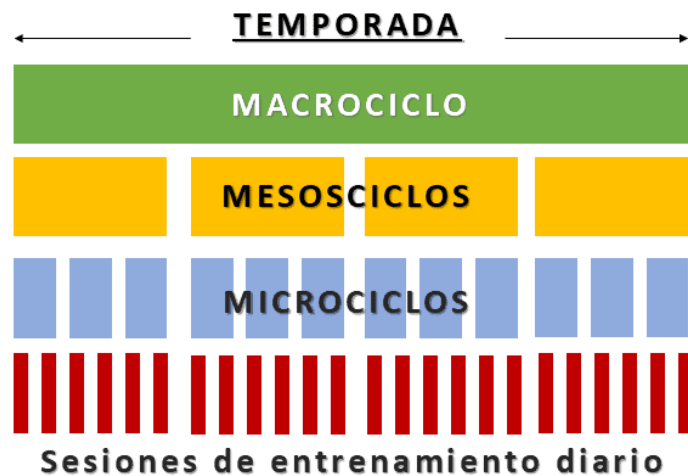 TEMPORADA
MACROCICLO
MESOSCICLOS
MICROCICLOS
Sesiones de entrenamiento diario